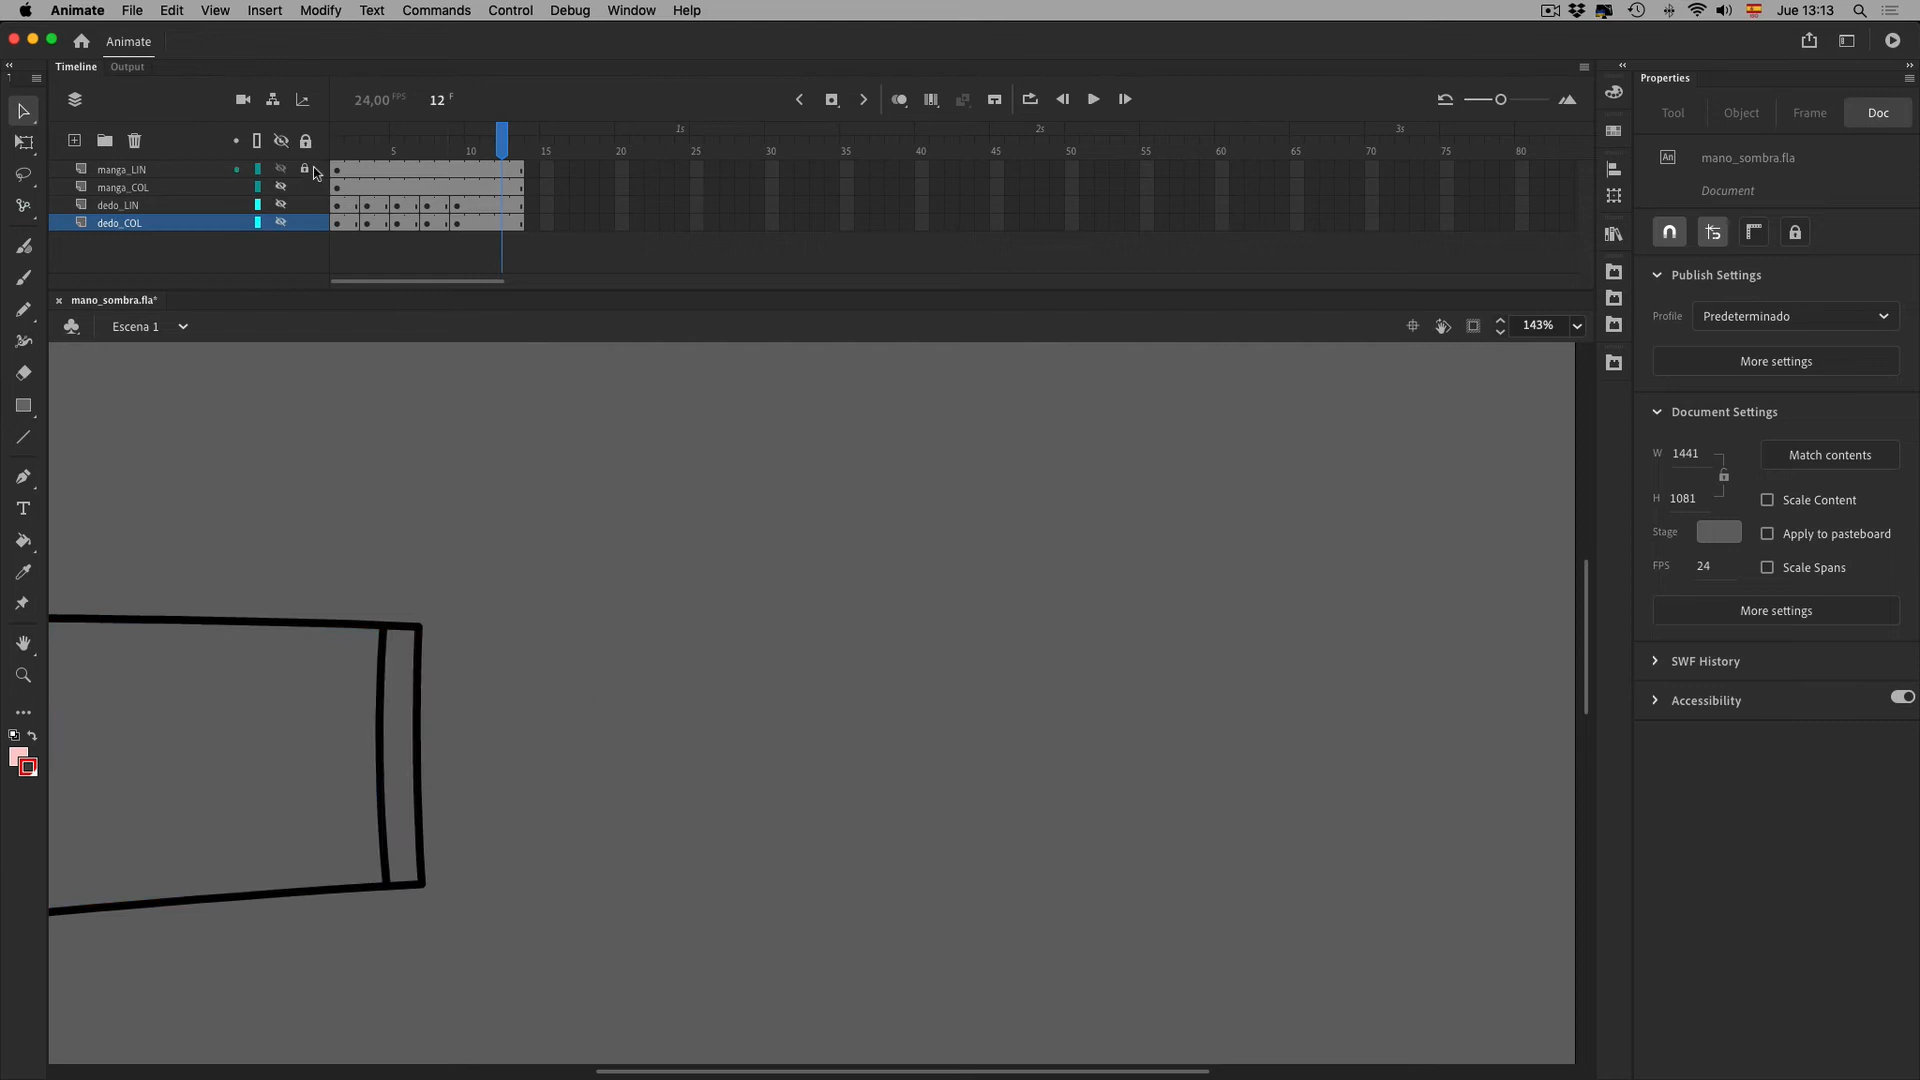 Animate File Edit View Insert Modify Text Commands Control Debug Window Help Jue 13:13
Animate
Timeline Output
Properties
24,00 FPS 12 F
Tool Object Frame Doc
1s 2s 3s
5 10 15 20 25 30 35 40 45 50 55 60 65 70 75 80
manga_LIN
manga_COL
dedo_LIN
dedo_COL
An mano_sombra.fla
Document
Publish Settings
Profile Predeterminado
More settings
mano_sombra.fla*
Escena 1 143%
Document Settings
W 1441 Match contents
H 1081 Scale Content
Stage Apply to pasteboard
FPS 24 Scale Spans
More settings
SWF History
Accessibility